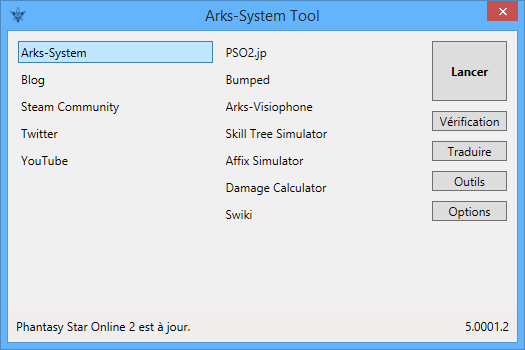 Arks-System Tool
Arks-System
Blog
Steam Community
Twitter
YouTube
PSO2.jp
Bumped
Arks-Visiophone
Skill Tree Simulator
Affix Simulator
Damage Calculator
Swiki
Lancer
Vérification
Traduire
Outils
Options
Phantasy Star Online 2 est à jour.
5.0001.2